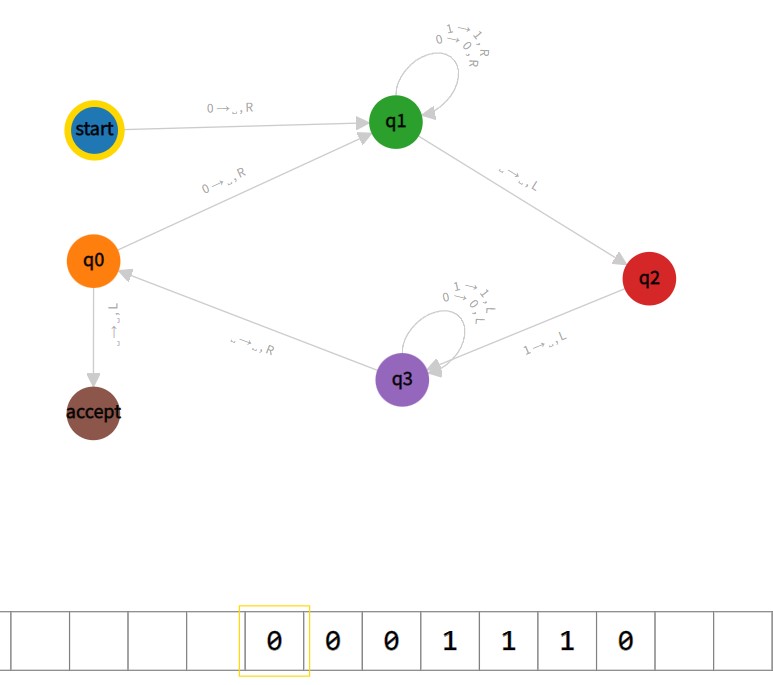 1→1,R
0→0,R
0→␣,R
start
q1
0→␣,R
␣→␣,L
q0
q2
1→1,L
0→0,L
␣→␣,L
␣→␣,R
1→␣,L
q3
accept
0 0 0 1 1 1 0